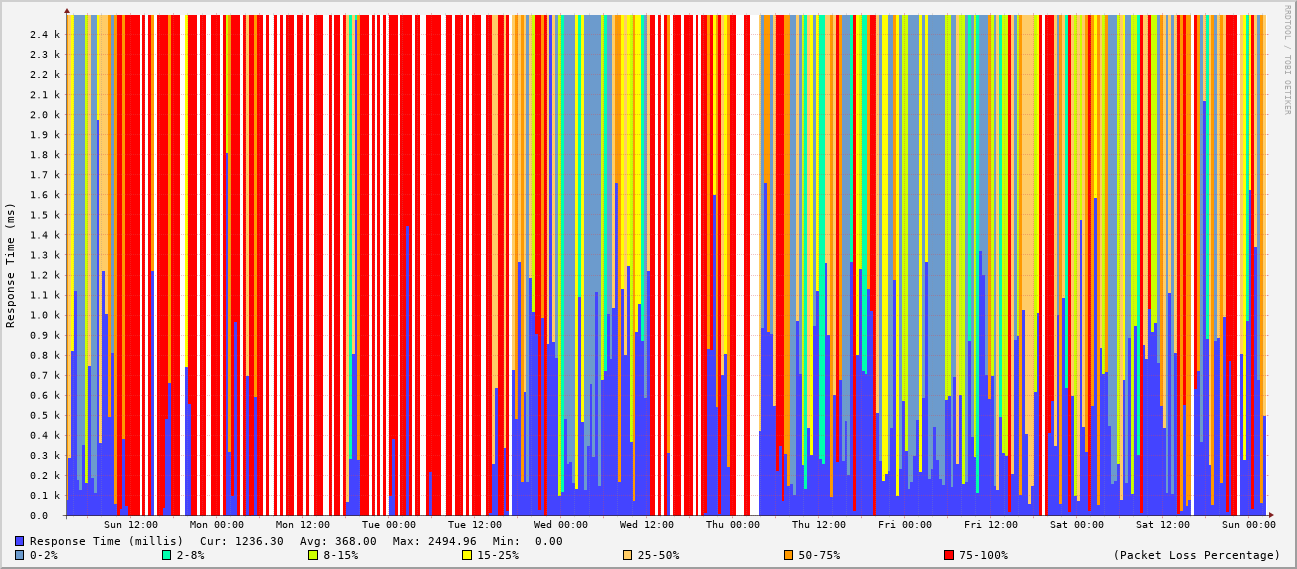 RRDTOOL / TOBI OETIKER
Response Time (ms)
2.4 k
2.3 k
2.2 k
2.1 k
2.0 k
1.9 k
1.8 k
1.7 k
1.6 k
1.5 k
1.4 k
1.3 k
1.2 k
1.1 k
1.0 k
0.9 k
0.8 k
0.7 k
0.6 k
0.5 k
0.4 k
0.3 k
0.2 k
0.1 k
0.0
Sun 12:00 Mon 00:00 Mon 12:00 Tue 00:00 Tue 12:00 Wed 00:00 Wed 12:00 Thu 00:00 Thu 12:00 Fri 00:00 Fri 12:00 Sat 00:00 Sat 12:00 Sun 00:00
Response Time (millis) Cur: 1236.30 Avg: 368.00 Max: 2494.96 Min: 0.00
0-2% 2-8% 8-15% 15-25% 25-50% 50-75% 75-100% (Packet Loss Percentage)